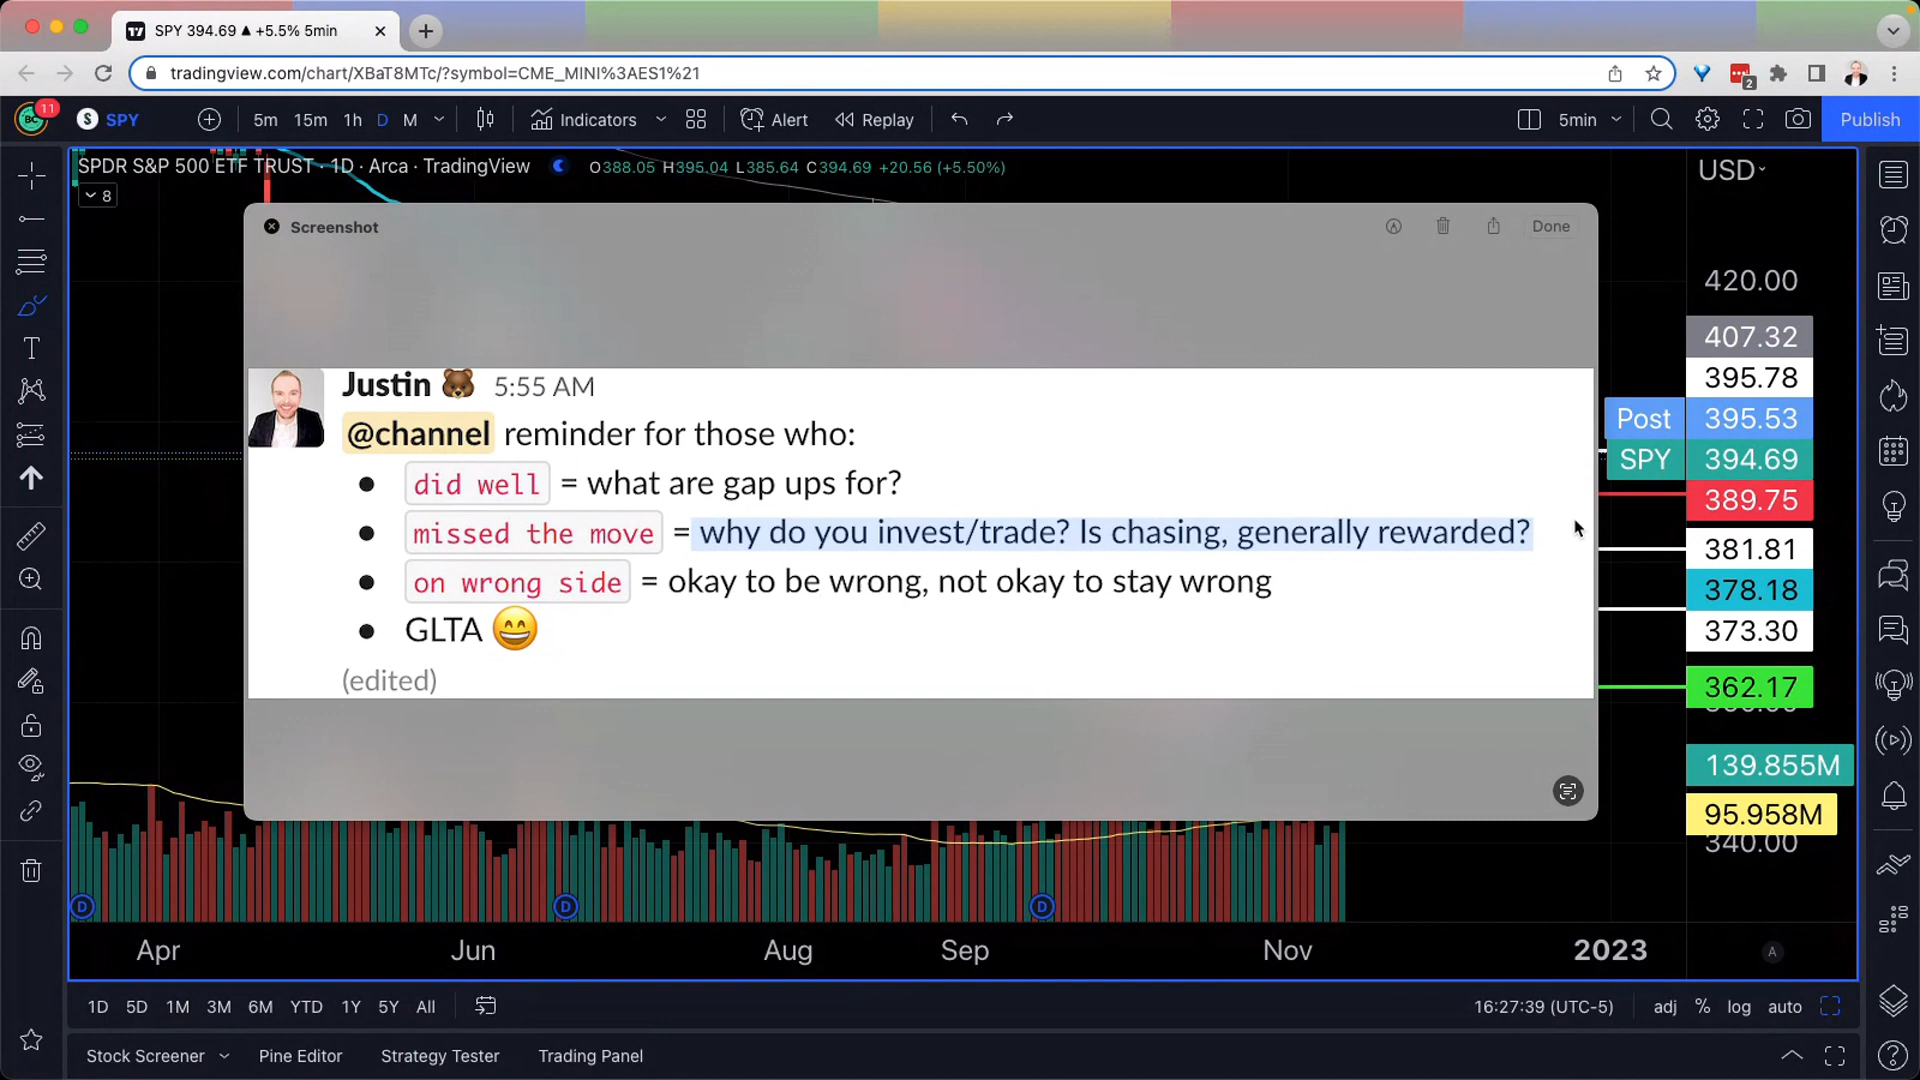 SPY 394.69 ▲ +5.5% 5min
tradingview.com/chart/XBaT8MTc/?symbol=CME_MINI%3AES1%21
2
11
BC
$ SPY
5m 15m 1h D M
Indicators
Alert
Replay
5min
Publish
SPDR S&P 500 ETF TRUST · 1D · Arca · TradingView O388.05 H395.04 L385.64 C394.69 +20.56 (+5.50%)
8
USD
Screenshot
Done
Justin 🐻 5:55 AM
@channel reminder for those who:
● did well = what are gap ups for?
● missed the move = why do you invest/trade? Is chasing, generally rewarded?
● on wrong side = okay to be wrong, not okay to stay wrong
● GLTA 😄
(edited)
420.00
407.32
395.78
Post 395.53
SPY 394.69
389.75
381.81
378.18
373.30
362.17
139.855M
95.958M
340.00
D D D
Apr Jun Aug Sep Nov 2023
A
1D 5D 1M 3M 6M YTD 1Y 5Y All
16:27:39 (UTC-5) adj % log auto
Stock Screener Pine Editor Strategy Tester Trading Panel